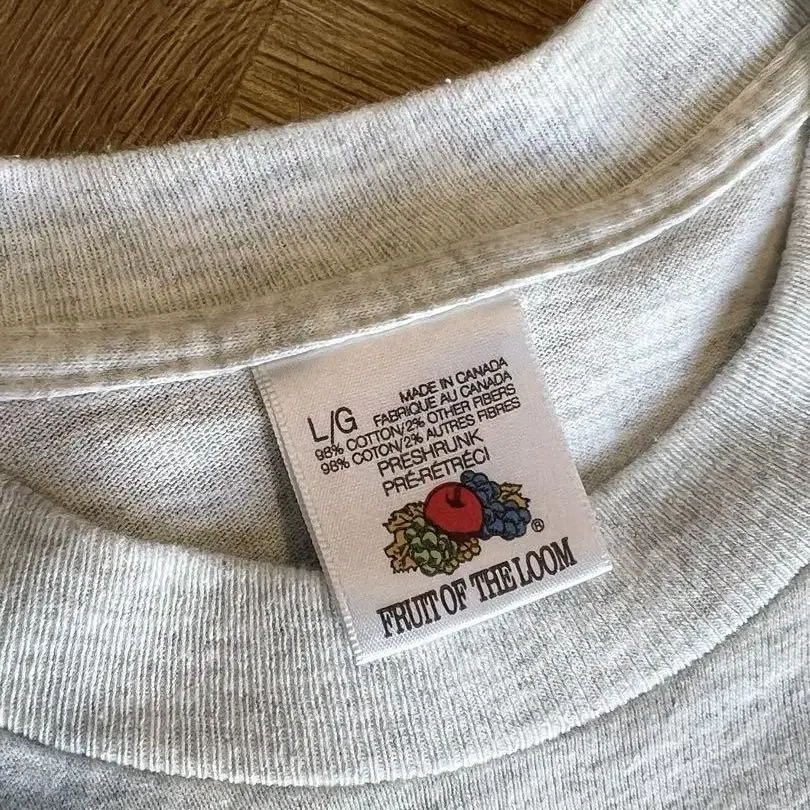 MADE IN CANADA
L/G FABRIQUE AU CANADA
98% COTTON/2% OTHER FIBERS
98% COTON/2% AUTRES FIBRES
PRESHRUNK
PRÉ-RÉTRÉCI
®
FRUIT OF THE LOOM